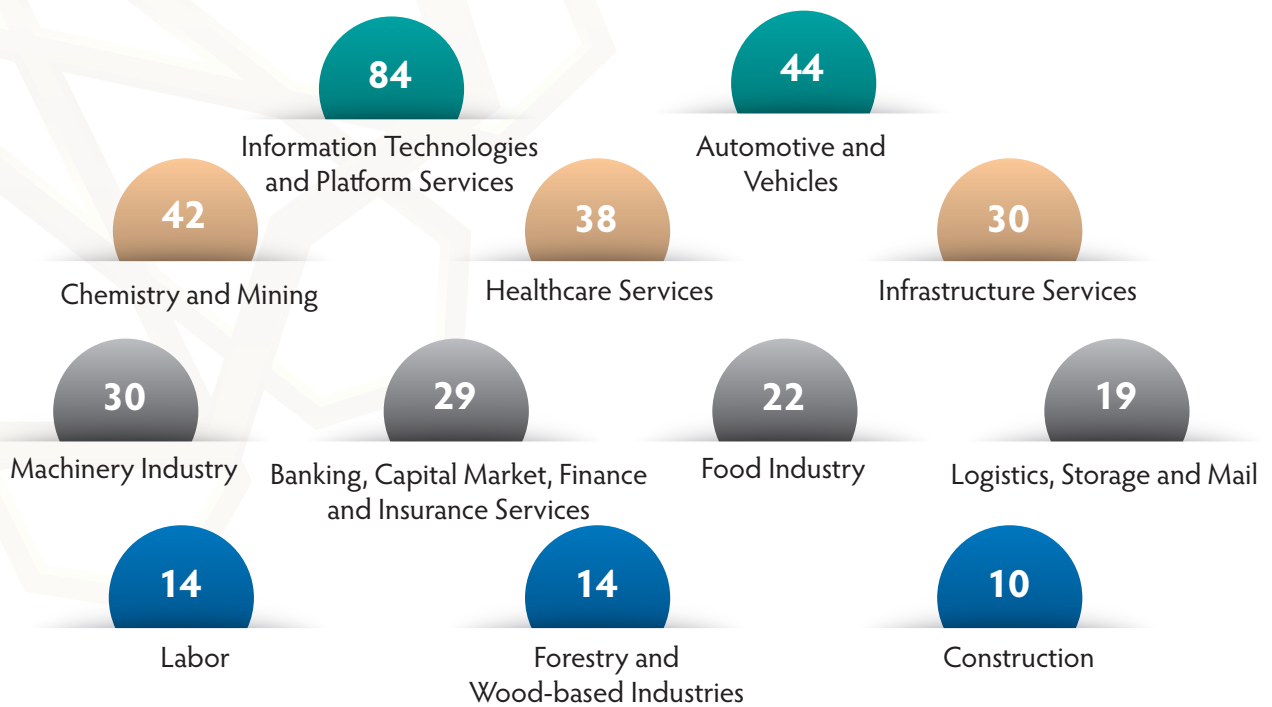 84
Information Technologies
and Platform Services
44
Automotive and
Vehicles
42
Chemistry and Mining
38
Healthcare Services
30
Infrastructure Services
30
Machinery Industry
29
Banking, Capital Market, Finance
and Insurance Services
22
Food Industry
19
Logistics, Storage and Mail
14
Labor
14
Forestry and
Wood-based Industries
10
Construction